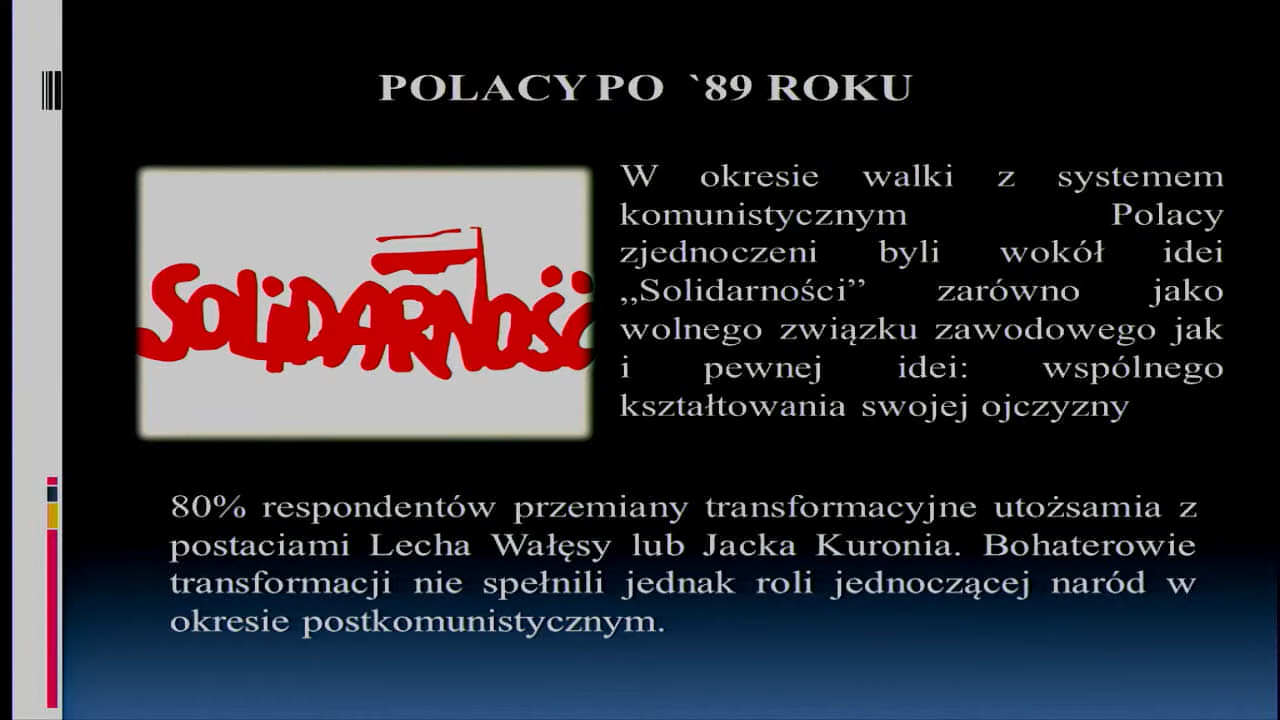 POLACY PO `89 ROKU
SOLIDARNOŚĆ
W okresie walki z systemem
komunistycznym Polacy
zjednoczeni byli wokół idei
,,Solidarności” zarówno jako
wolnego związku zawodowego jak
i pewnej idei: wspólnego
kształtowania swojej ojczyzny
80% respondentów przemiany transformacyjne utożsamia z
postaciami Lecha Wałęsy lub Jacka Kuronia. Bohaterowie
transformacji nie spełnili jednak roli jednoczącej naród w
okresie postkomunistycznym.